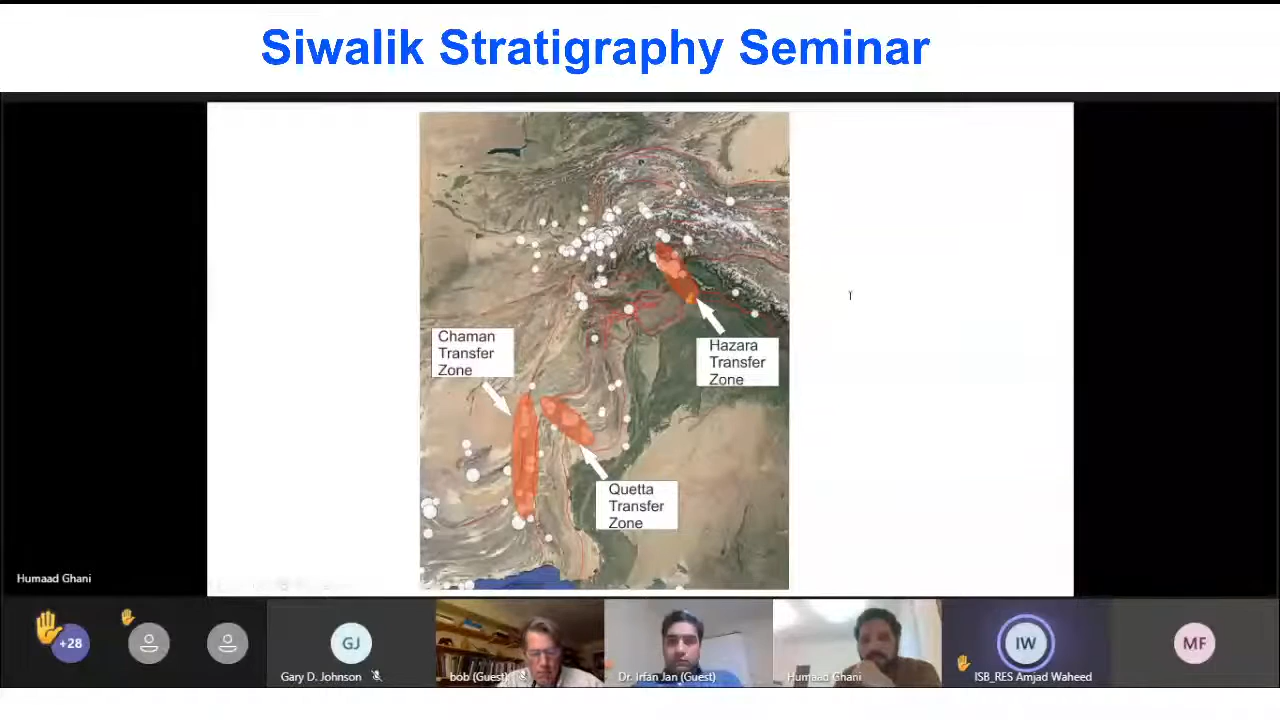 Siwalik Stratigraphy Seminar
Chaman
Transfer
Zone
Hazara
Transfer
Zone
Quetta
Transfer
Zone
Humaad Ghani
+28
GJ
Gary D. Johnson
bob (Guest)
Dr. Irfan Jan (Guest)
Humaad Ghani
IW
ISB_RES Amjad Waheed
MF